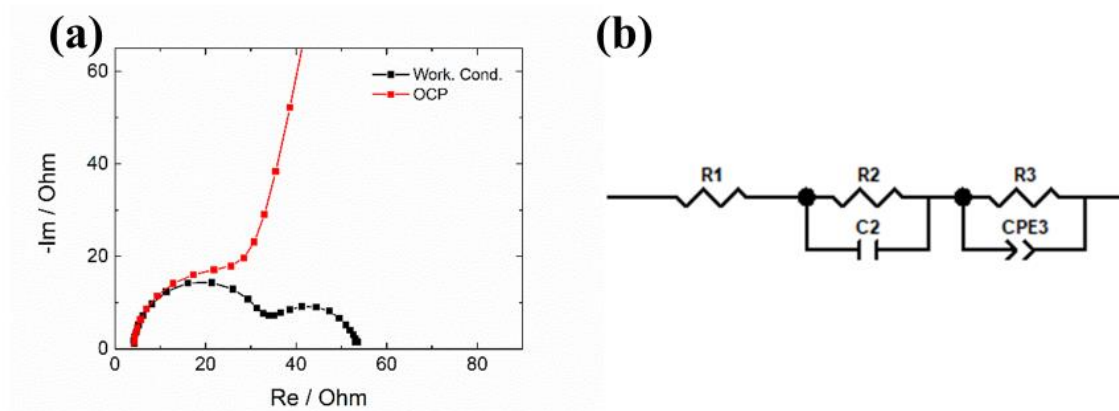 (a)
60
40
20
0
0 20 40 60 80
-Im / Ohm
Re / Ohm
Work. Cond.
OCP
(b)
R1
R2
C2
R3
CPE3